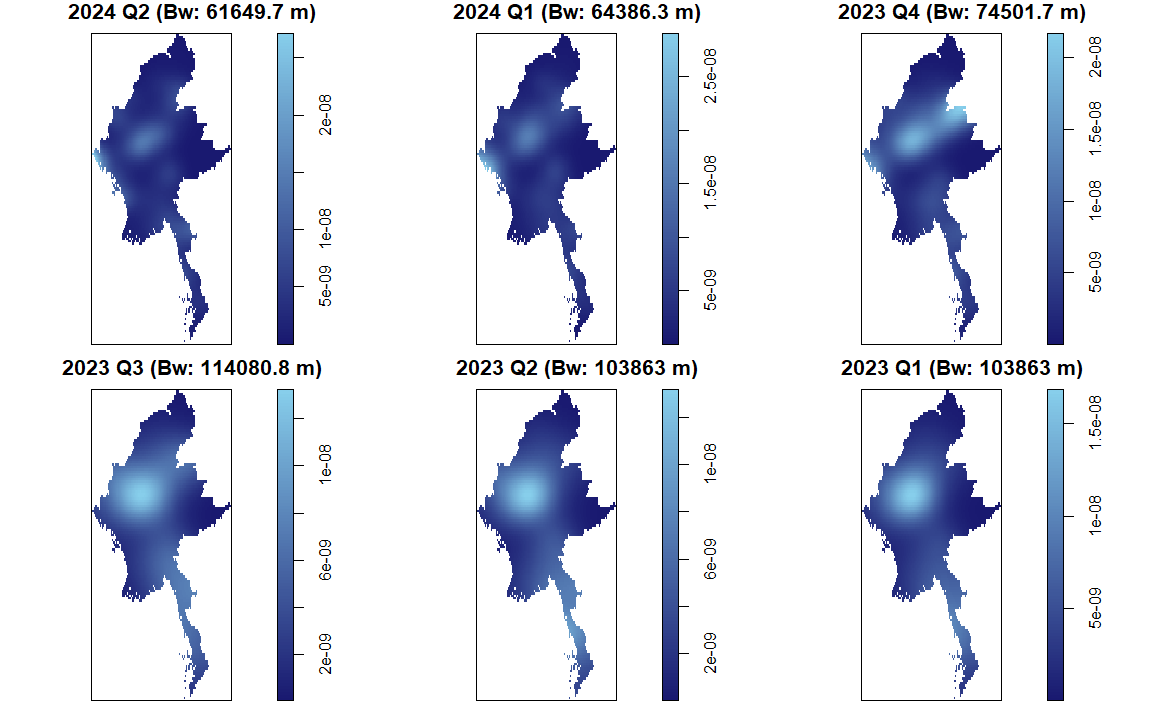 2024 Q2 (Bw: 61649.7 m)
2e-08
1e-08
5e-09
2024 Q1 (Bw: 64386.3 m)
2.5e-08
1.5e-08
5e-09
2023 Q4 (Bw: 74501.7 m)
2e-08
1.5e-08
1e-08
5e-09
2023 Q3 (Bw: 114080.8 m)
1e-08
6e-09
2e-09
2023 Q2 (Bw: 103863 m)
1e-08
6e-09
2e-09
2023 Q1 (Bw: 103863 m)
1.5e-08
1e-08
5e-09